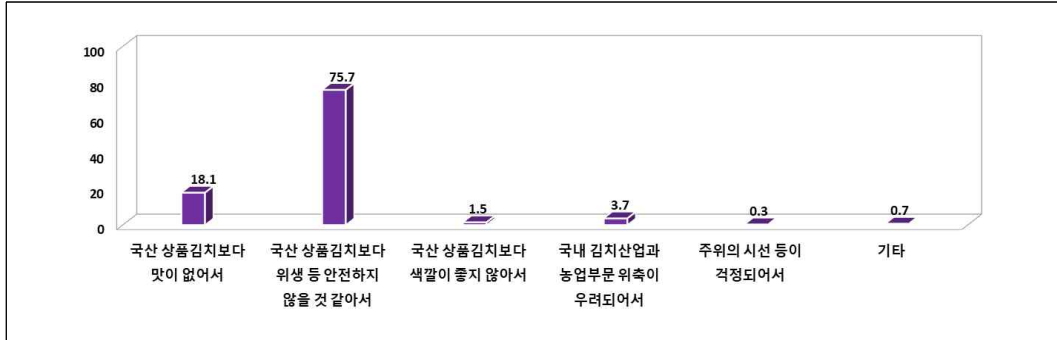 100
80
60
40
20
0
18.1
75.7
1.5
3.7
0.3
0.7
국산 상품김치보다
맛이 없어서
국산 상품김치보다
위생 등 안전하지
않을 것 같아서
국산 상품김치보다
색깔이 좋지 않아서
국내 김치산업과
농업부문 위축이
우려되어서
주위의 시선 등이
걱정되어서
기타